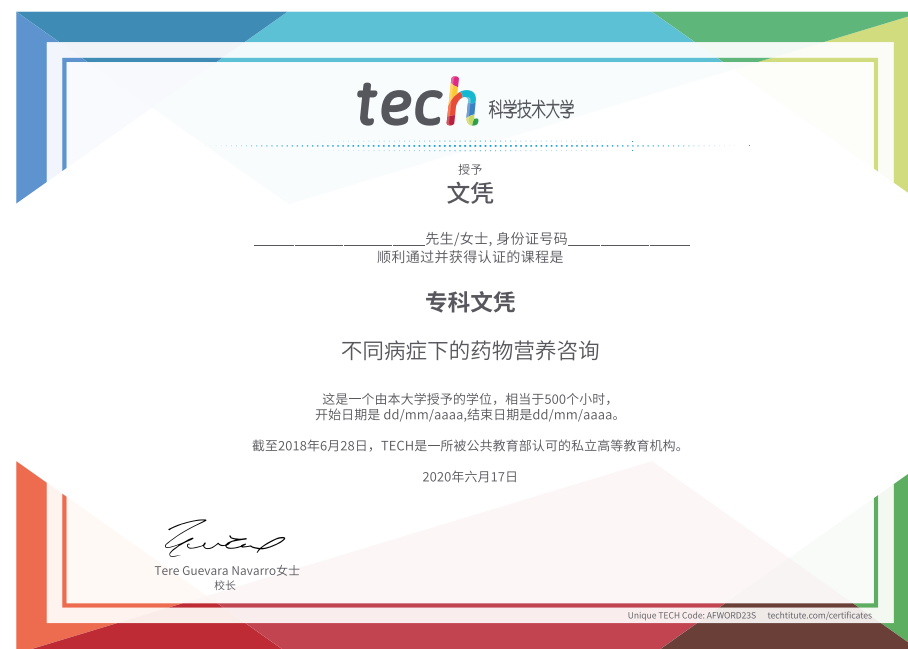 tech 科学技术大学
授予
文凭
____________________先生/女士, 身份证号码______________
顺利通过并获得认证的课程是
专科文凭
不同病症下的药物营养咨询
这是一个由本大学授予的学位，相当于500个小时，
开始日期是 dd/mm/aaaa,结束日期是dd/mm/aaaa。
截至2018年6月28日，TECH是一所被公共教育部认可的私立高等教育机构。
2020年六月17日
Tere Guevara Navarro女士
校长
Unique TECH Code: AFWORD23S techtitute.com/certificates